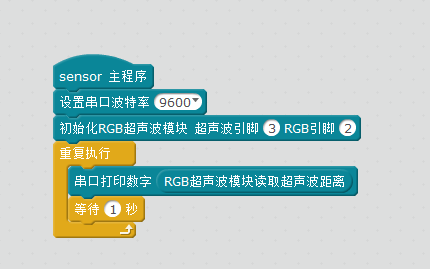 sensor 主程序
设置串口波特率 9600
初始化RGB超声波模块 超声波引脚 3 RGB引脚 2
重复执行
串口打印数字 RGB超声波模块读取超声波距离
等待 1 秒